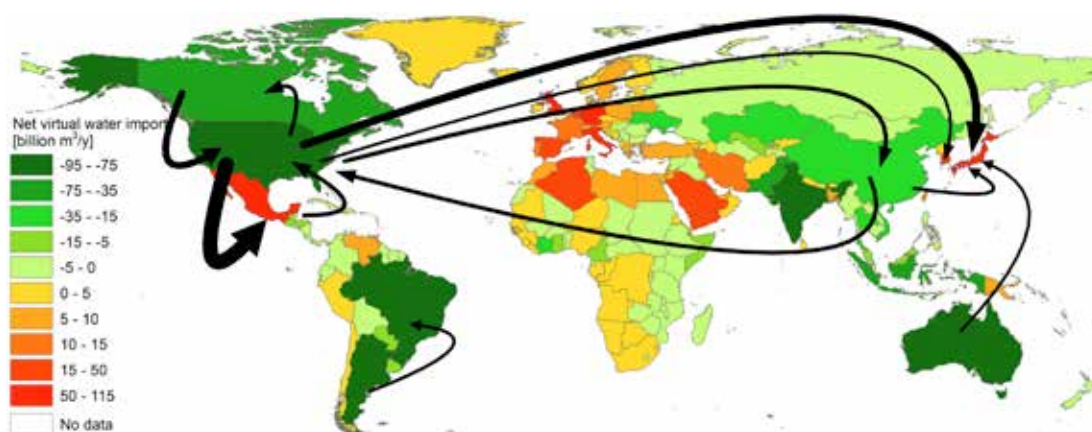 Net virtual water import
[billion m³/y]
-95 - -75
-75 - -35
-35 - -15
-15 - -5
-5 - 0
0 - 5
5 - 10
10 - 15
15 - 50
50 - 115
No data